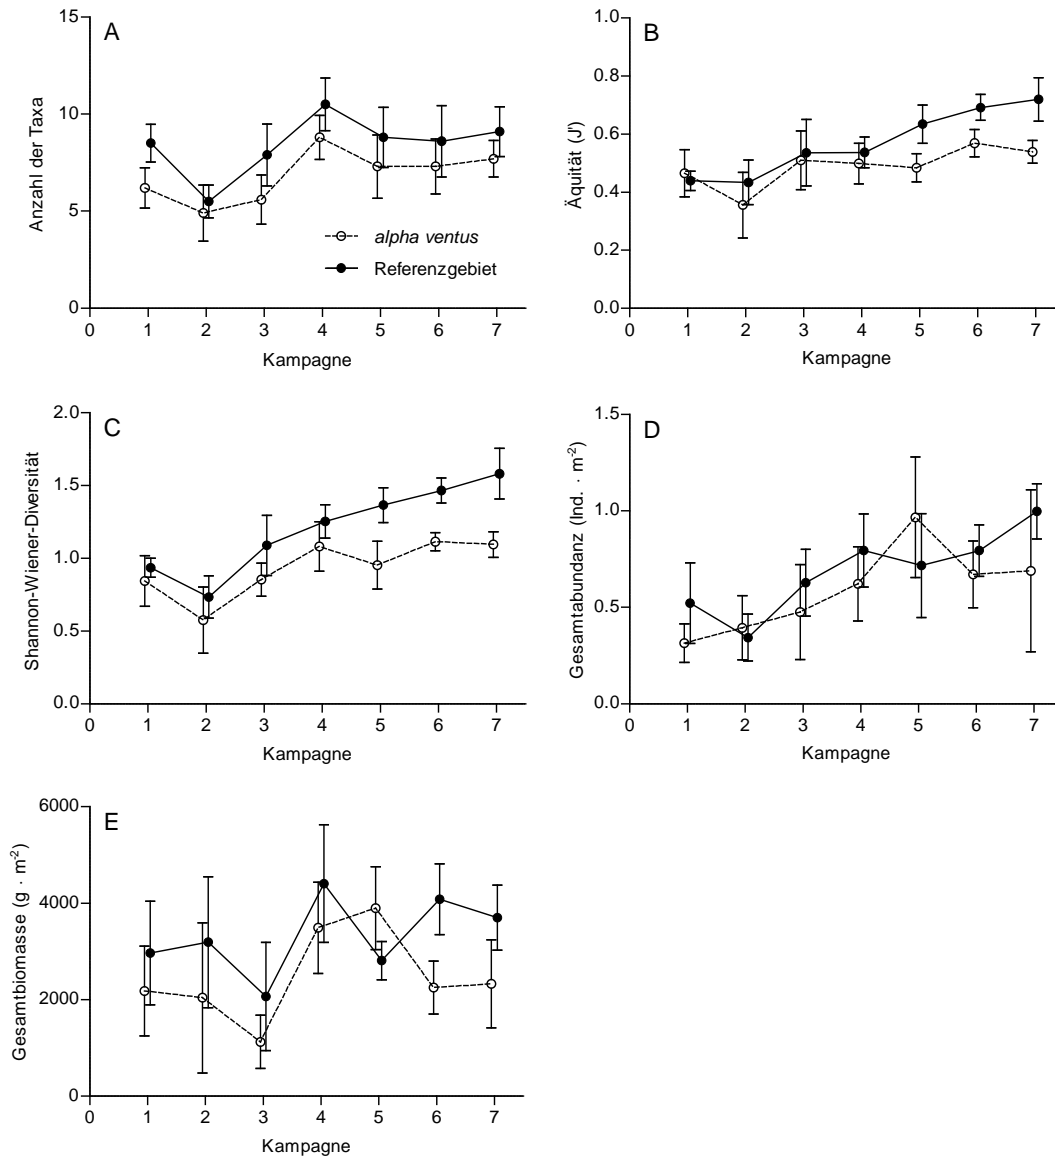 A
Anzahl der Taxa
15
10
5
0
0 1 2 3 4 5 6 7
Kampagne
alpha ventus
Referenzgebiet
B
Äquität (J')
1.0
0.8
0.6
0.4
0.2
0.0
0 1 2 3 4 5 6 7
Kampagne
C
Shannon-Wiener-Diversität
2.0
1.5
1.0
0.5
0.0
0 1 2 3 4 5 6 7
Kampagne
D
Gesamtabundanz (Ind. · m-2)
1.5
1.0
0.5
0.0
0 1 2 3 4 5 6 7
Kampagne
E
Gesamtbiomasse (g · m-2)
6000
4000
2000
0
0 1 2 3 4 5 6 7
Kampagne